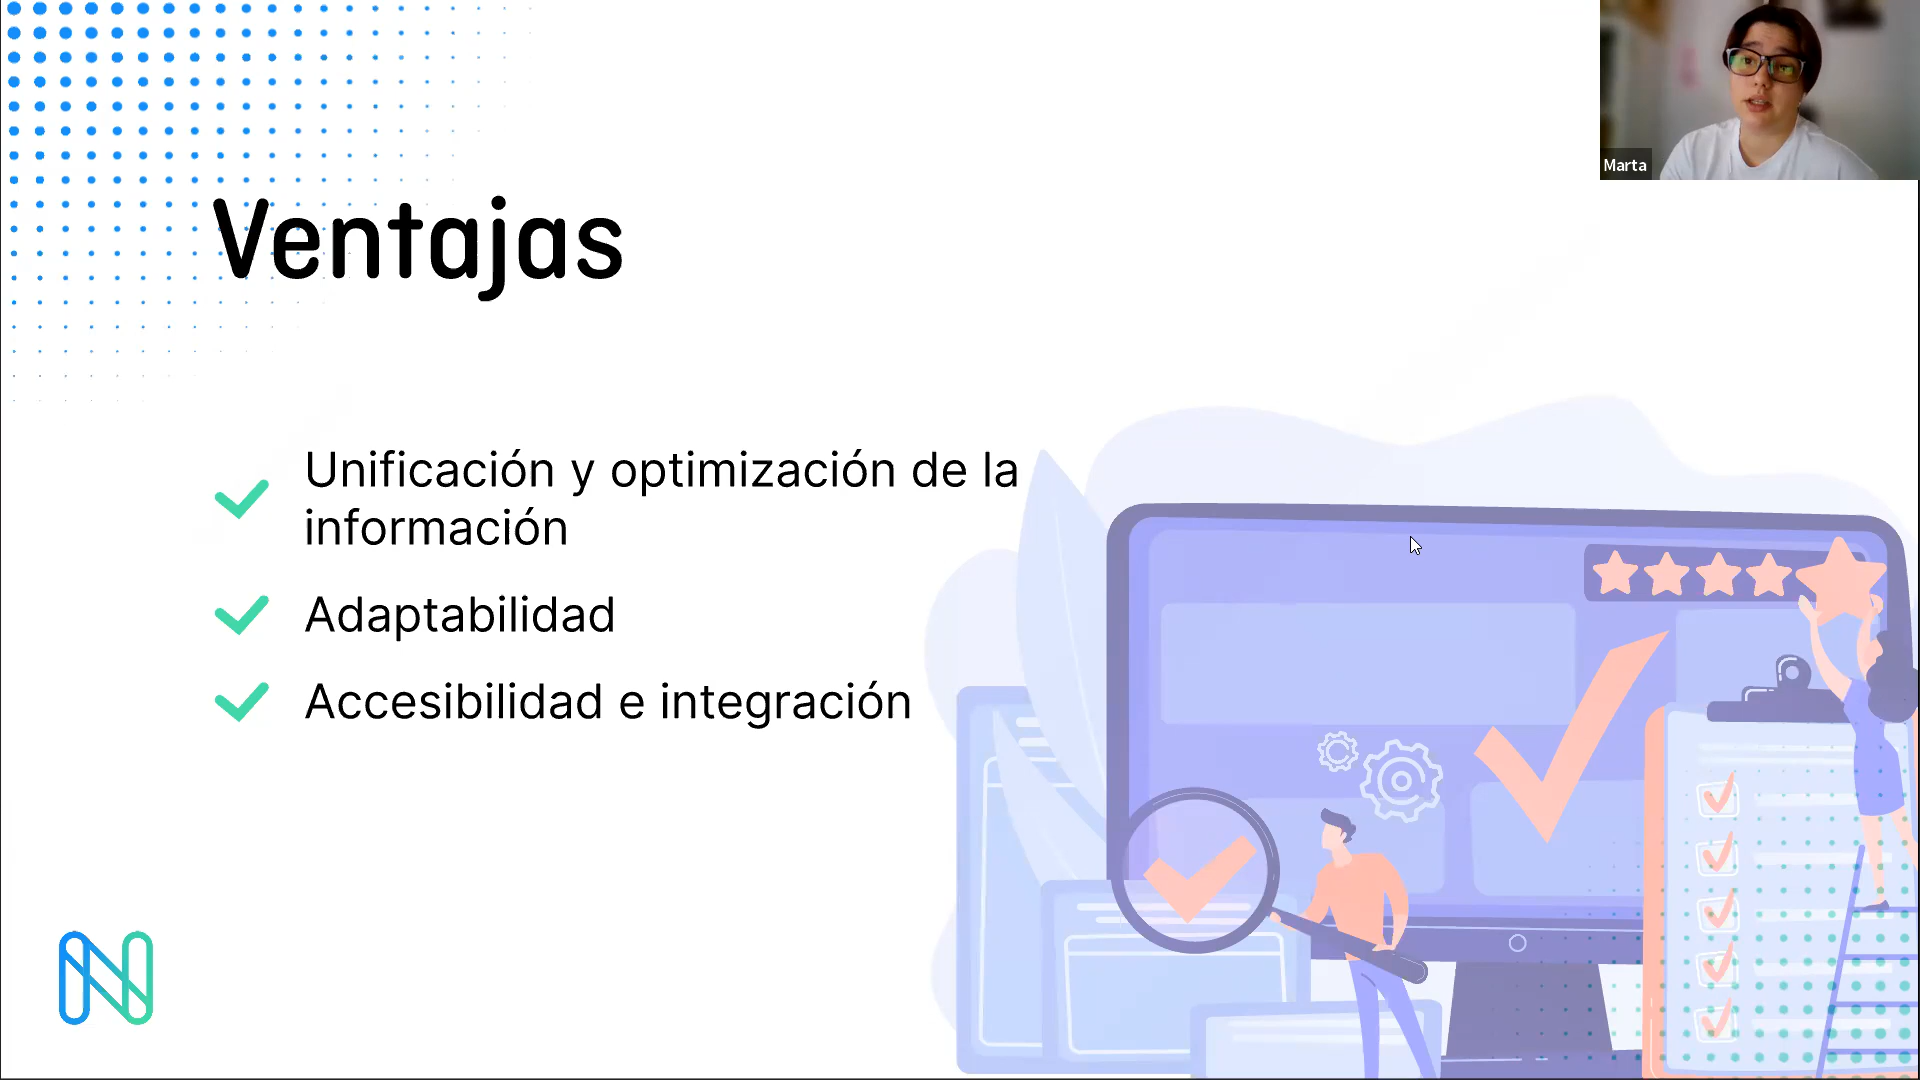 Marta
Ventajas
Unificación y optimización de la
información
Adaptabilidad
Accesibilidad e integración